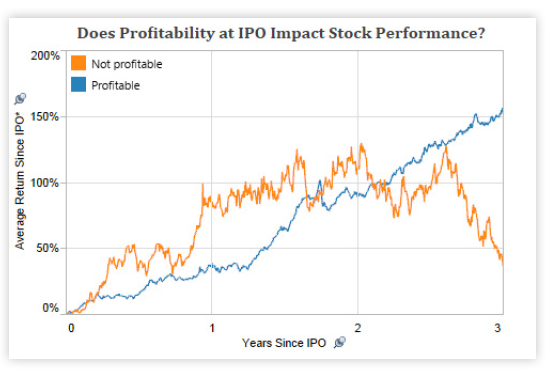 Does Profitability at IPO Impact Stock Performance?
200%
Not profitable
Profitable
150%
100%
50%
0%
Average Return Since IPO*
0 1 2 3
Years Since IPO